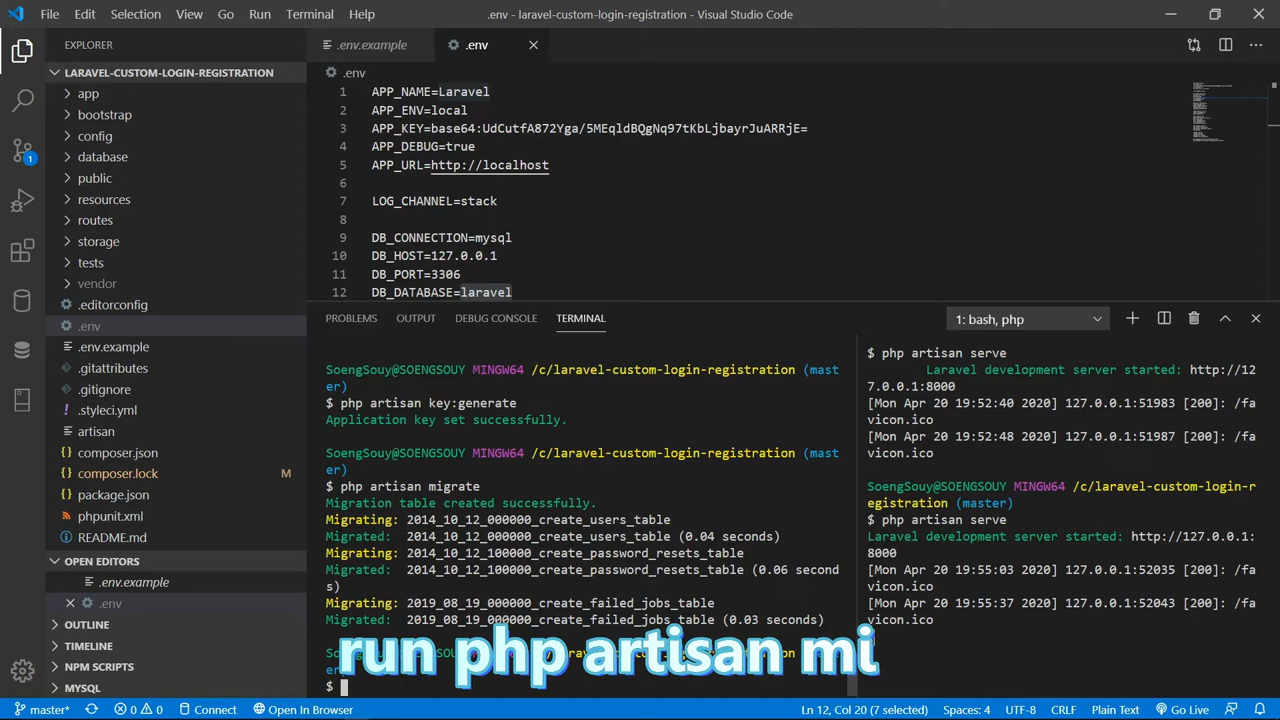 File Edit Selection View Go Run Terminal Help
.env - laravel-custom-login-registration - Visual Studio Code
EXPLORER
LARAVEL-CUSTOM-LOGIN-REGISTRATION
app
bootstrap
config
database
public
resources
routes
storage
tests
vendor
.editorconfig
.env
.env.example
.gitattributes
.gitignore
.styleci.yml
artisan
composer.json
composer.lock M
package.json
phpunit.xml
README.md
OPEN EDITORS
.env.example
.env
OUTLINE
TIMELINE
NPM SCRIPTS
MYSQL
1
.env.example
.env
.env
1 APP_NAME=Laravel
2 APP_ENV=local
3 APP_KEY=base64:UdCutfA872Yga/5MEqldBQgNq97tKbLjbayrJuARRjE=
4 APP_DEBUG=true
5 APP_URL=http://localhost
6
7 LOG_CHANNEL=stack
8
9 DB_CONNECTION=mysql
10 DB_HOST=127.0.0.1
11 DB_PORT=3306
12 DB_DATABASE=laravel
PROBLEMS OUTPUT DEBUG CONSOLE TERMINAL
1: bash, php
SoengSouy@SOENGSOUY MINGW64 /c/laravel-custom-login-registration (mast
er)
$ php artisan key:generate
Application key set successfully.
SoengSouy@SOENGSOUY MINGW64 /c/laravel-custom-login-registration (mast
er)
$ php artisan migrate
Migration table created successfully.
Migrating: 2014_10_12_000000_create_users_table
Migrated: 2014_10_12_000000_create_users_table (0.04 seconds)
Migrating: 2014_10_12_100000_create_password_resets_table
Migrated: 2014_10_12_100000_create_password_resets_table (0.06 second
s)
Migrating: 2019_08_19_000000_create_failed_jobs_table
Migrated: 2019_08_19_000000_create_failed_jobs_table (0.03 seconds)
$
$ php artisan serve
Laravel development server started: http://12
7.0.0.1:8000
[Mon Apr 20 19:52:40 2020] 127.0.0.1:51983 [200]: /fa
vicon.ico
[Mon Apr 20 19:52:48 2020] 127.0.0.1:51987 [200]: /fa
vicon.ico
SoengSouy@SOENGSOUY MINGW64 /c/laravel-custom-login-r
egistration (master)
$ php artisan serve
Laravel development server started: http://127.0.0.1:
8000
[Mon Apr 20 19:55:03 2020] 127.0.0.1:52035 [200]: /fa
vicon.ico
[Mon Apr 20 19:55:37 2020] 127.0.0.1:52043 [200]: /fa
vicon.ico
run php artisan mi
master* 0 0 Connect Open In Browser
Ln 12, Col 20 (7 selected) Spaces: 4 UTF-8 CRLF Plain Text Go Live